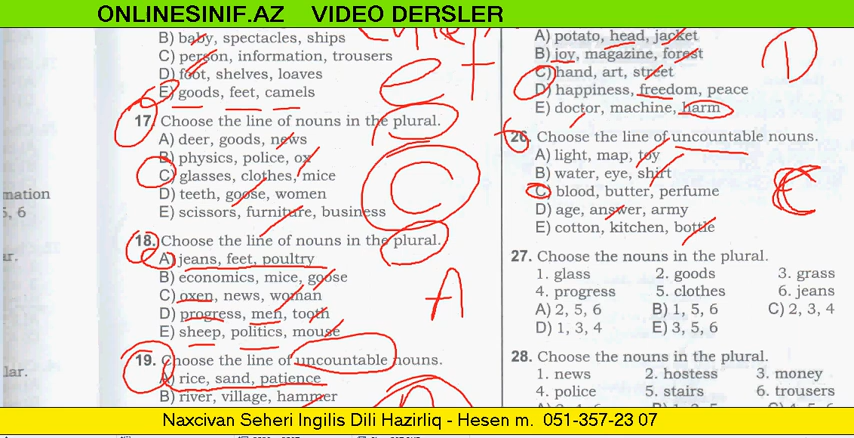 ONLINESINIF.AZ VIDEO DERSLER
B) baby, spectacles, ships
C) person, information, trousers
D) foot, shelves, loaves
E) goods, feet, camels
17. Choose the line of nouns in the plural.
A) deer, goods, news
B) physics, police, ox
C) glasses, clothes, mice
D) teeth, goose, women
E) scissors, furniture, business
18. Choose the line of nouns in the plural.
A) jeans, feet, poultry
B) economics, mice, goose
C) oxen, news, woman
D) progress, men, tooth
E) sheep, politics, mouse
A
19. Choose the line of uncountable nouns.
A) rice, sand, patience
B) river, village, hammer
mation
5, 6
ar.
lar.
A) potato, head, jacket
B) joy, magazine, forest
C) hand, art, street
D) happiness, freedom, peace
E) doctor, machine, harm
D
26. Choose the line of uncountable nouns.
A) light, map, toy
B) water, eye, shirt
C) blood, butter, perfume
D) age, answer, army
E) cotton, kitchen, bottle
27. Choose the nouns in the plural.
1. glass 2. goods 3. grass
4. progress 5. clothes 6. jeans
A) 2, 5, 6 B) 1, 5, 6 C) 2, 3, 4
D) 1, 3, 4 E) 3, 5, 6
28. Choose the nouns in the plural.
1. news 2. hostess 3. money
4. police 5. stairs 6. trousers
Naxcivan Seheri Ingilis Dili Hazirliq - Hesen m. 051-357-23 07